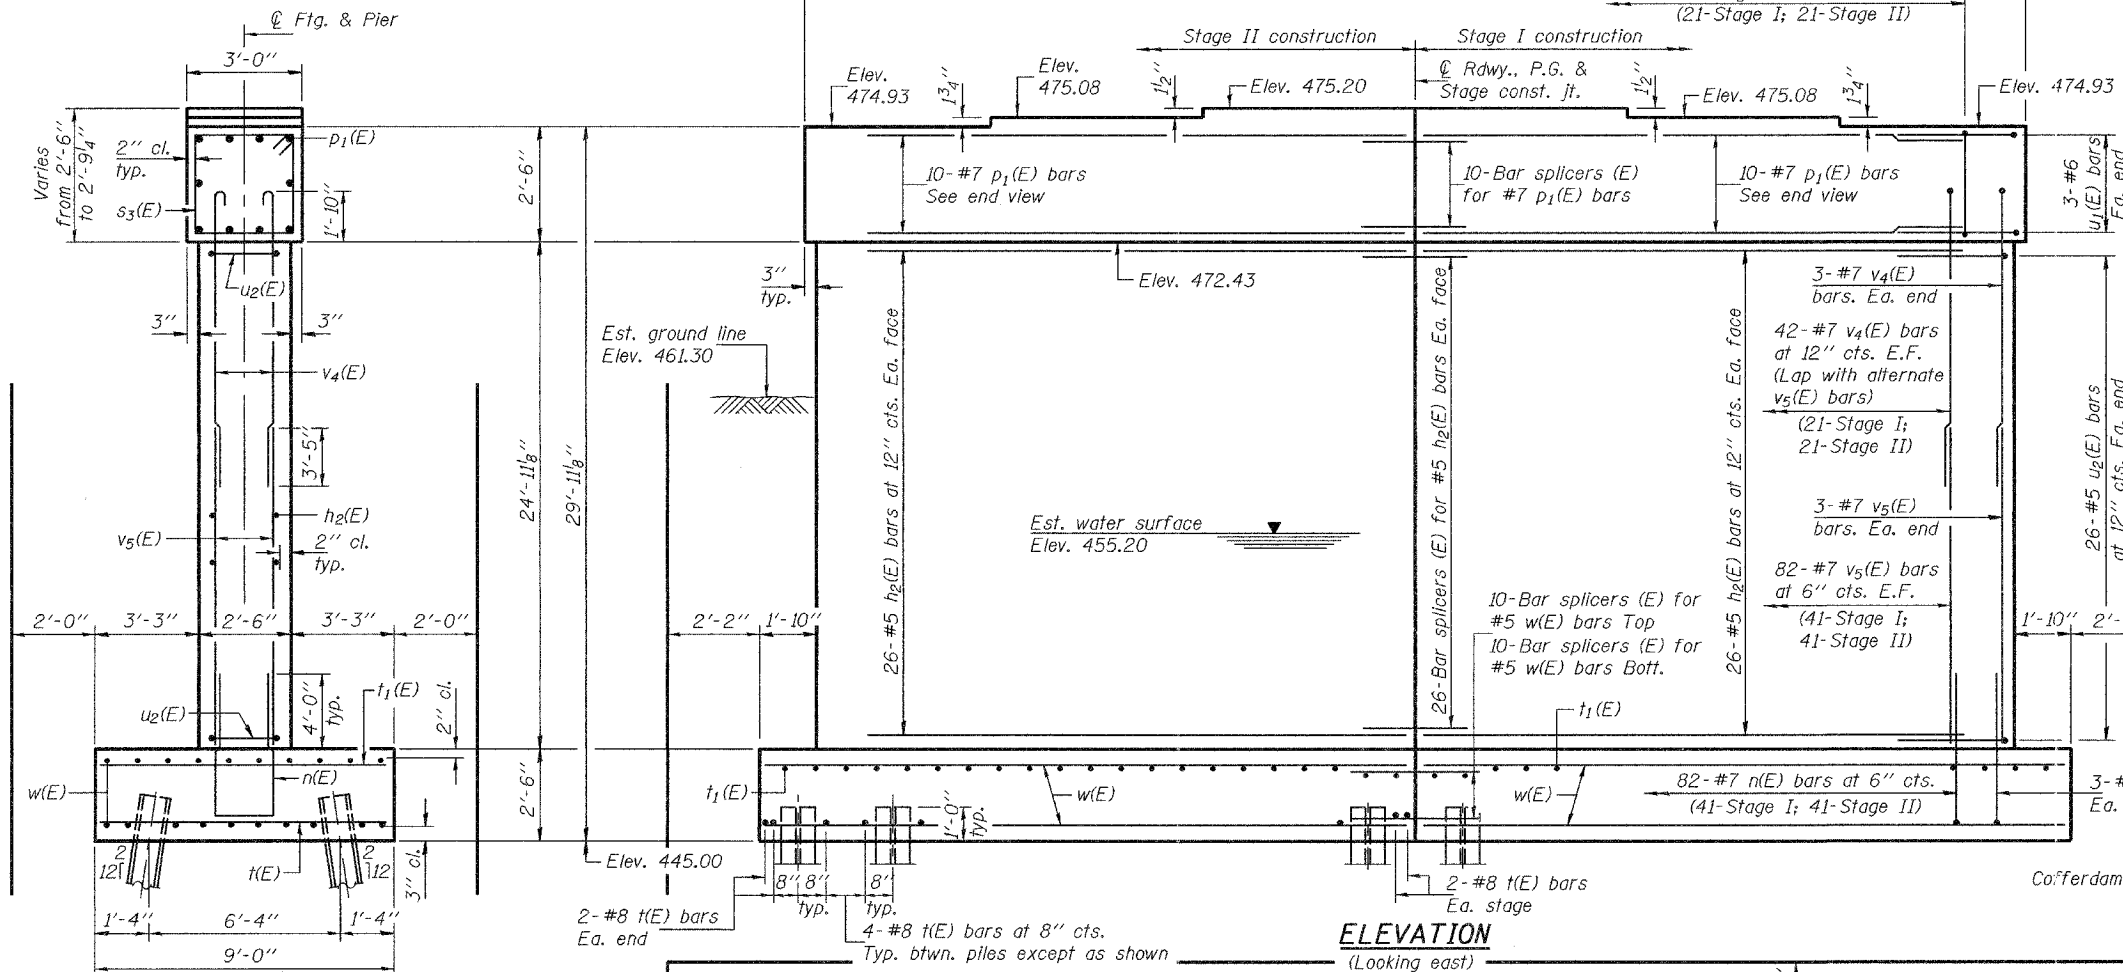 ℄ Ftg. & Pier
3'-0"
Varies
from 2'-6"
to 2'-9¼"
2" cl.
typ.
s3(E)
p1(E)
1'-10"
u2(E)
3"
3"
v4(E)
3'-5"
h2(E)
v5(E)
2" cl.
typ.
2'-0"
3'-3"
2'-6"
3'-3"
2'-0"
u2(E)
4'-0"
typ.
t1(E)
2" cl.
w(E)
n(E)
t(E)
2
12
2
12
3" cl.
1'-4"
6'-4"
1'-4"
9'-0"
2'-6"
24'-11⅛"
29'-11⅛"
2'-6"
(21-Stage I; 21-Stage II)
Stage II construction
Stage I construction
℄ Rdwy., P.G. &
Stage const. jt.
Elev.
474.93
1¾"
Elev.
475.08
1½"
Elev. 475.20
1½"
Elev. 475.08
1¾"
Elev. 474.93
10-#7 p1(E) bars
See end view
10-Bar splicers (E)
for #7 p1(E) bars
10-#7 p1(E) bars
See end view
3-#6
u1(E) bars
Ea. end
3"
typ.
Elev. 472.43
Est. ground line
Elev. 461.30
26-#5 h2(E) bars at 12" cts. Ea. face
26-Bar splicers (E) for #5 h2(E) bars Ea. face
26-#5 h2(E) bars at 12" cts. Ea. face
3-#7 v4(E)
bars. Ea. end
42-#7 v4(E) bars
at 12" cts. E.F.
(Lap with alternate
v5(E) bars)
(21-Stage I;
21-Stage II)
3-#7 v5(E)
bars. Ea. end
82-#7 v5(E) bars
at 6" cts. E.F.
(41-Stage I;
41-Stage II)
26-#5 u2(E) bars
at 12" cts. Ea. end
Est. water surface
Elev. 455.20
2'-2"
1'-10"
10-Bar splicers (E) for
#5 w(E) bars Top
10-Bar splicers (E) for
#5 w(E) bars Bott.
1'-10"
2'-
t1(E)
t1(E)
w(E)
w(E)
1'-0"
typ.
82-#7 n(E) bars at 6" cts.
(41-Stage I; 41-Stage II)
3-#
Ea.
Elev. 445.00
8"
8"
typ.
8"
typ.
2-#8 t(E) bars
Ea. end
4-#8 t(E) bars at 8" cts.
Typ. btwn. piles except as shown
2-#8 t(E) bars
Ea. stage
Cofferdam
ELEVATION
(Looking east)